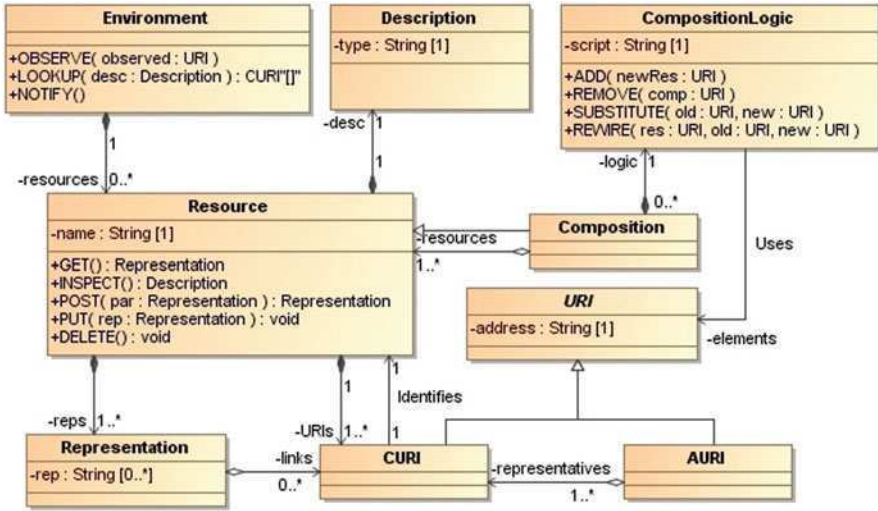 Environment
+OBSERVE( observed : URI )
+LOOKUP( desc : Description ) : CURI"[]"
+NOTIFY()
Description
-type : String [1]
CompositionLogic
-script : String [1]
+ADD( newRes : URI )
+REMOVE( comp : URI )
+SUBSTITUTE( old : URI, new : URI )
+REWIRE( res : URI, old : URI, new : URI )
1
-desc 1
1
-logic 1
-resources 0..*
0..*
Resource
-name : String [1]
+GET() : Representation
+INSPECT() : Description
+POST( par : Representation ) : Representation
+PUT( rep : Representation ) : void
+DELETE() : void
-resources
1..*
Composition
Uses
URI
-address : String [1]
-elements
1
1
1
Identifies
-reps 1..*
-URIs 1..*
1
Representation
-rep : String [0..*]
-links
0..*
CURI
-representatives
1..*
AURI